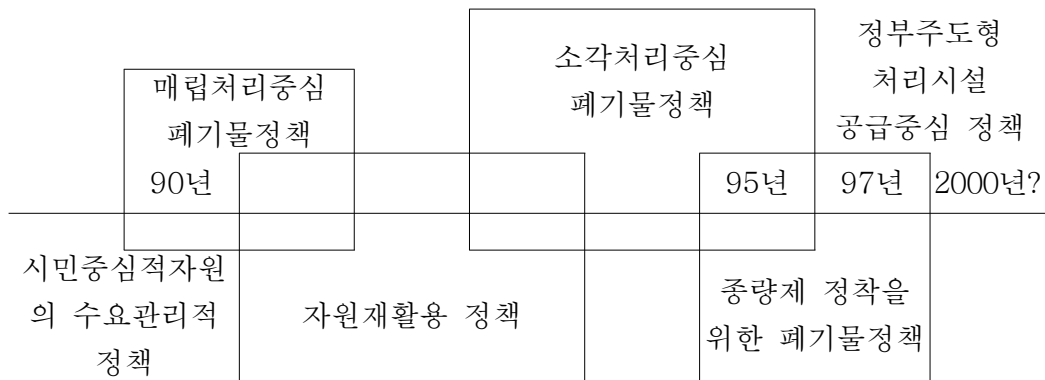 정부주도형
처리시설
공급중심 정책
소각처리중심
폐기물정책
매립처리중심
폐기물정책
90년
95년
97년
2000년?
시민중심적자원
의 수요관리적
정책
자원재활용 정책
종량제 정착을
위한 폐기물정책